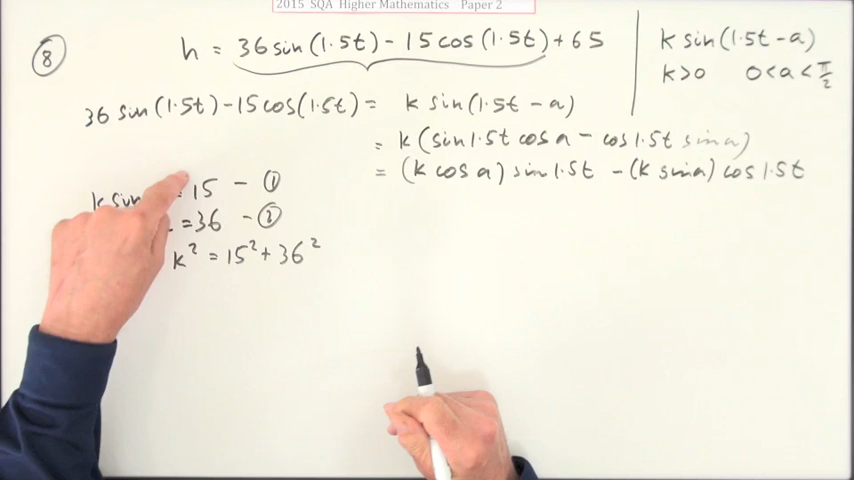 2015 SQA Higher Mathematics Paper 2
8
h = 36 sin(1.5t) - 15 cos(1.5t) + 65
k sin(1.5t - a)
k>0 0<a<π/2
36 sin(1.5t) - 15 cos(1.5t) = k sin(1.5t - a)
= k(sin 1.5t cos a - cos 1.5t sin a)
= (k cos a) sin 1.5t - (k sin a) cos 1.5t
k sin = 15 - ①
= 36 - ②
k² = 15² + 36²